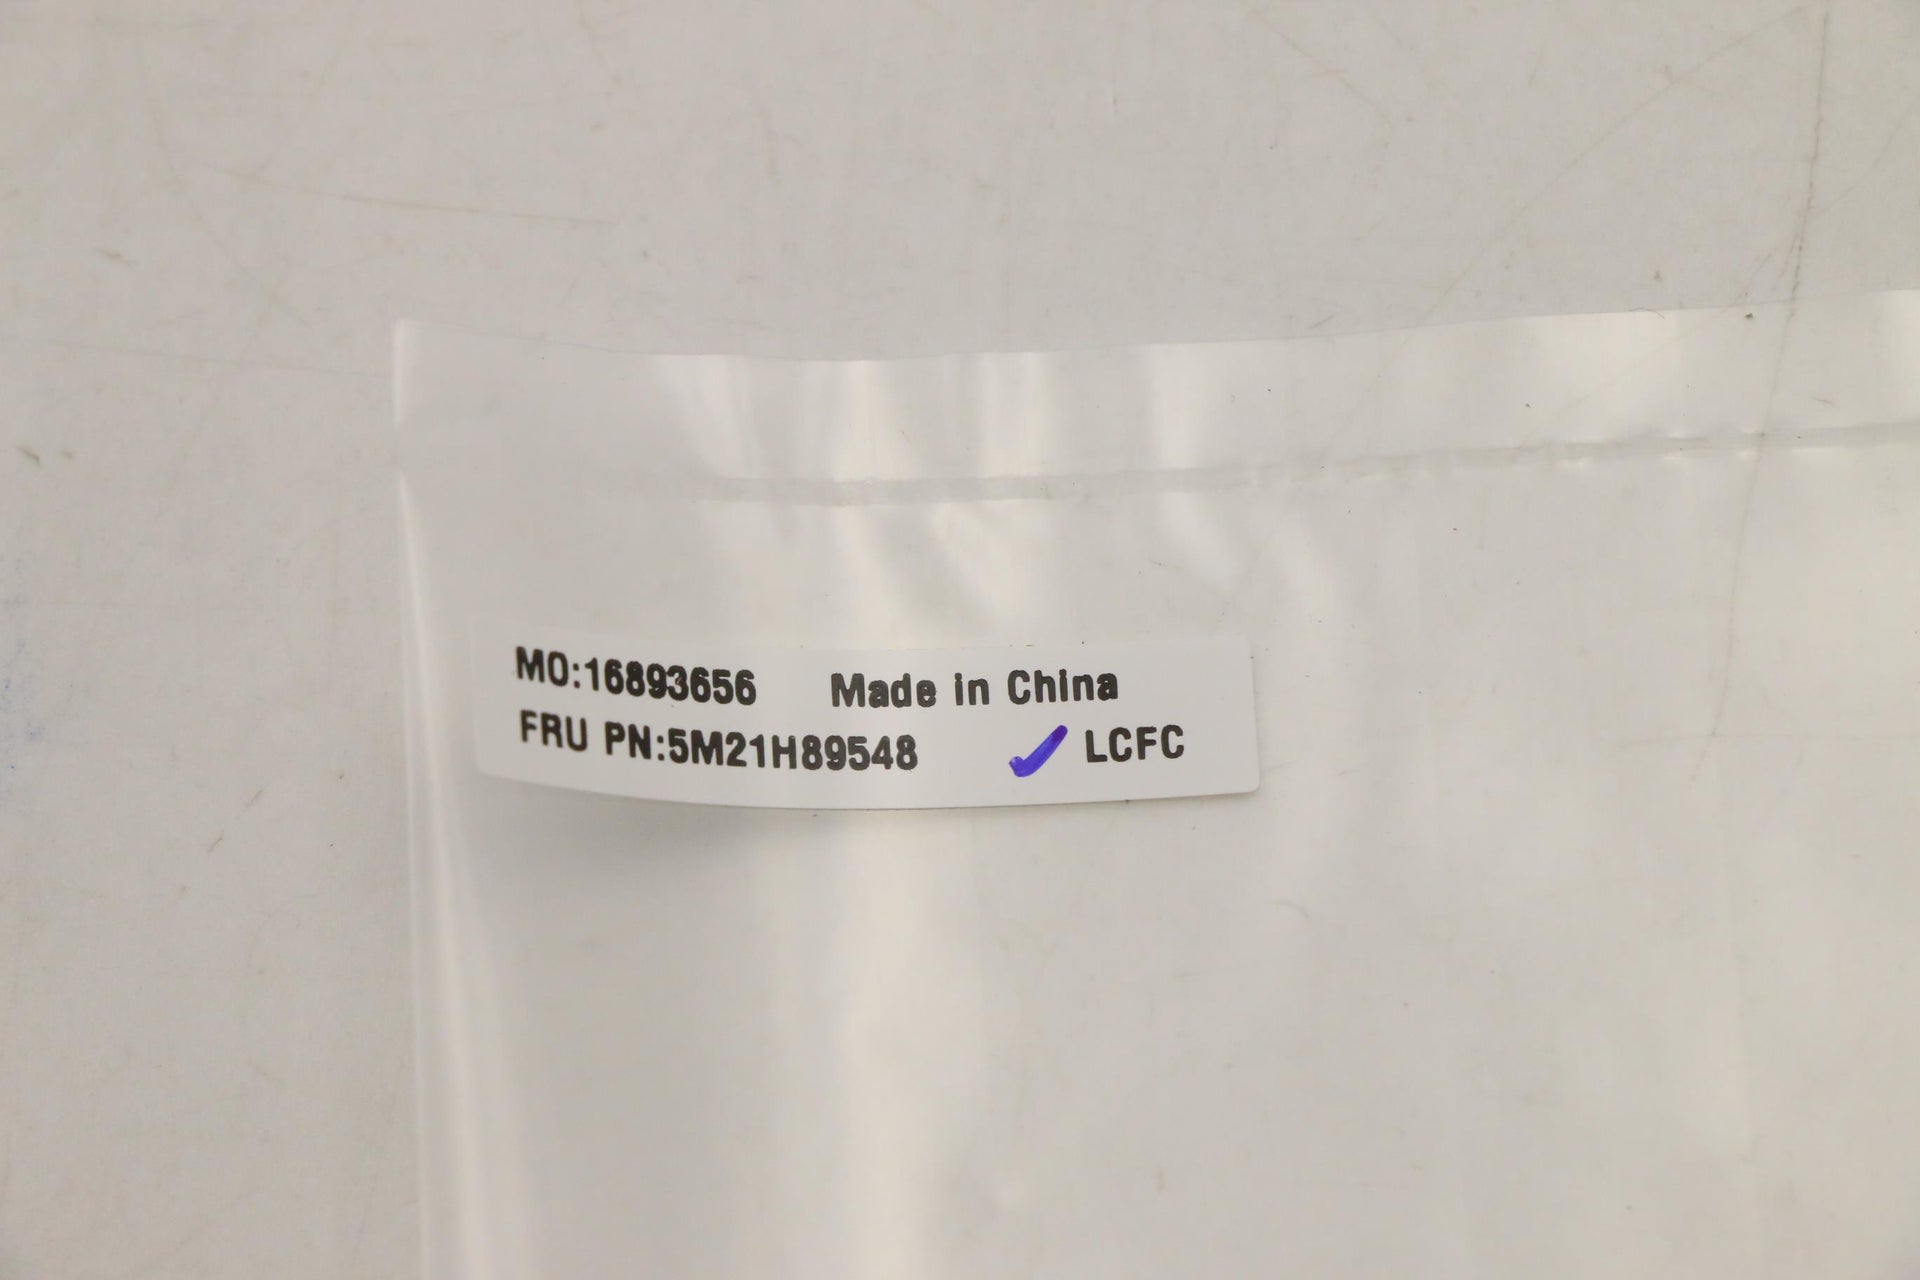 MO:16893656 Made in China
FRU PN:5M21H89548 ✓ LCFC